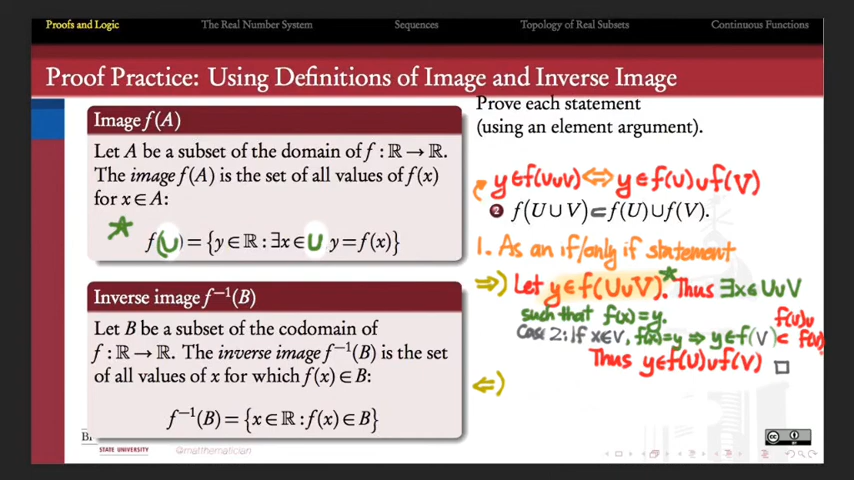 Proofs and Logic The Real Number System Sequences Topology of Real Subsets Continuous Functions
Proof Practice: Using Definitions of Image and Inverse Image
Image f(A)
Let A be a subset of the domain of f : ℝ → ℝ.
The image f(A) is the set of all values of f(x)
for x ∈ A:
* f(U) = {y ∈ ℝ : ∃x ∈ U y = f(x)}
Inverse image f⁻¹(B)
Let B be a subset of the codomain of
f : ℝ → ℝ. The inverse image f⁻¹(B) is the set
of all values of x for which f(x) ∈ B:
f⁻¹(B) = {x ∈ ℝ : f(x) ∈ B}
Prove each statement
(using an element argument).
y ∈ f(U∪V) ⇔ y ∈ f(U) ∪ f(V)
2 f(U ∪ V) = f(U) ∪ f(V).
1. As an if/only if statement
⇒) Let y ∈ f(U∪V).* Thus ∃x ∈ U∪V
such that f(x) = y. f(U)∪
Case 2: If x ∈ V, f(x) = y ⇒ y ∈ f(V) ⊂ f(V).
Thus y ∈ f(U) ∪ f(V) □
⇐)
STATE UNIVERSITY @mathematician
cc